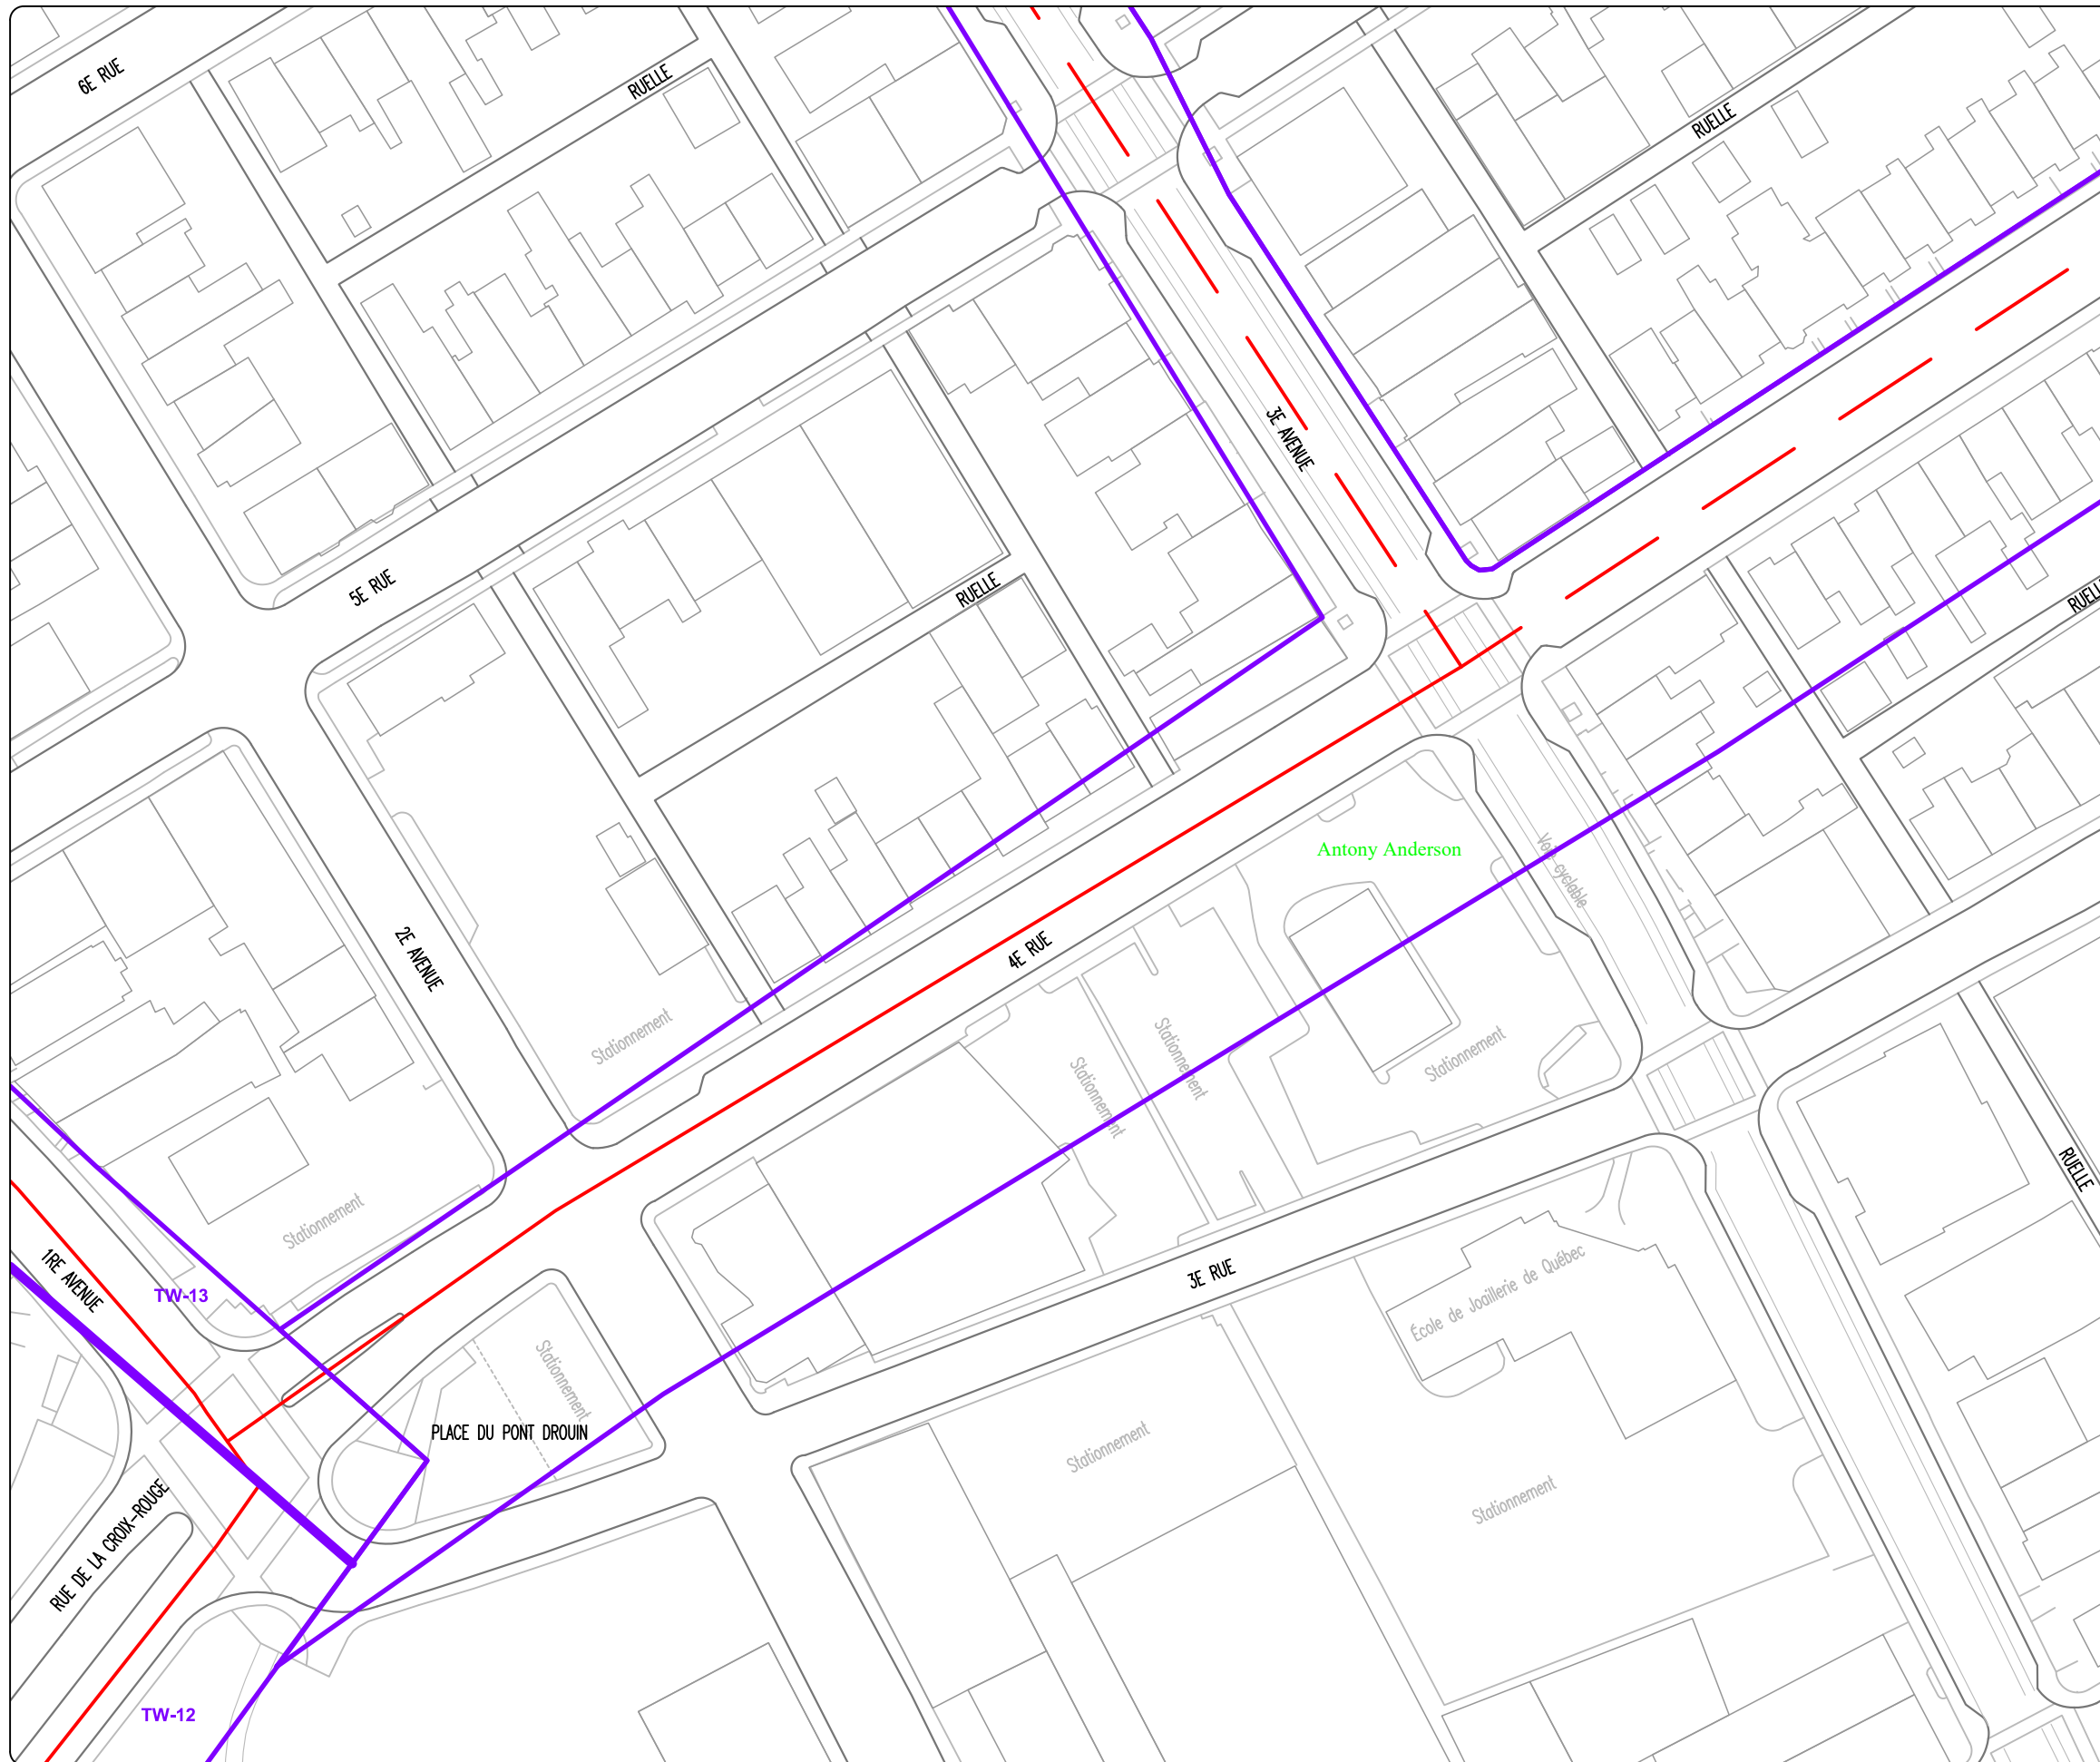 6E RUE
RUELLE
RUELLE
3E AVENUE
5E RUE
RUELLE
Antony Anderson
Voie cyclable
2E AVENUE
4E RUE
Stationnement
Stationnement
Stationnement
Stationnement
Stationnement
RUELLE
1RE AVENUE
TW-13
3E RUE
École de Joaillerie de Québec
Stationnement
PLACE DU PONT DROUIN
Stationnement
Stationnement
RUE DE LA CROIX-ROUGE
TW-12